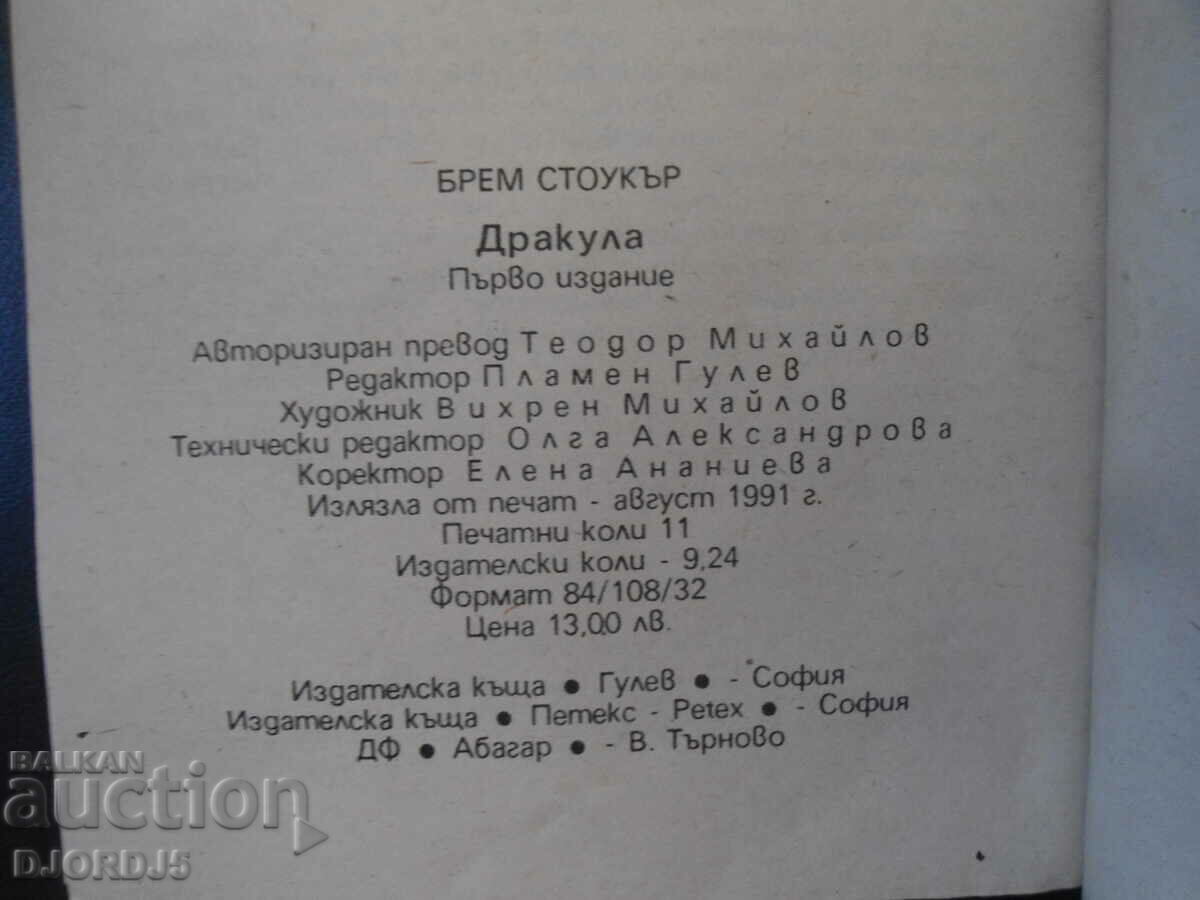 БРЕМ СТОУКЪР
Дракула
Първо издание
Авторизиран превод Теодор Михайлов
Редактор Пламен Гулев
Художник Вихрен Михайлов
Технически редактор Олга Александрова
Коректор Елена Ананиева
Излязла от печат - август 1991 г.
Печатни коли 11
Издателски коли - 9,24
Формат 84/108/32
Цена 13,00 лв.
Издателска къща ● Гулев ● - София
Издателска къща ● Петекс - Petex ● - София
ДФ ● Абагар ● - В. Търново
BALKAN
auction
DJORDJ5